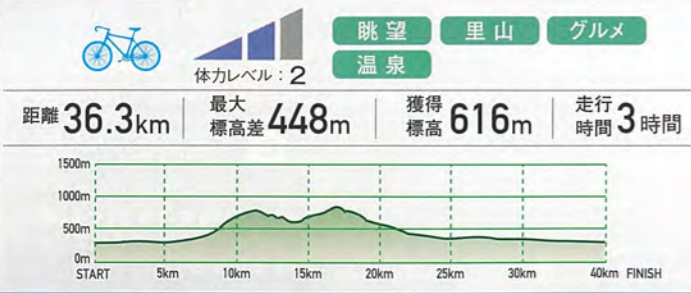 眺望 里山 グルメ
温泉
体力レベル：2
距離 36.3km 最大標高差 448m 獲得標高 616m 走行時間 3時間
1500m
1000m
500m
0m
START 5km 10km 15km 20km 25km 30km 40km FINISH